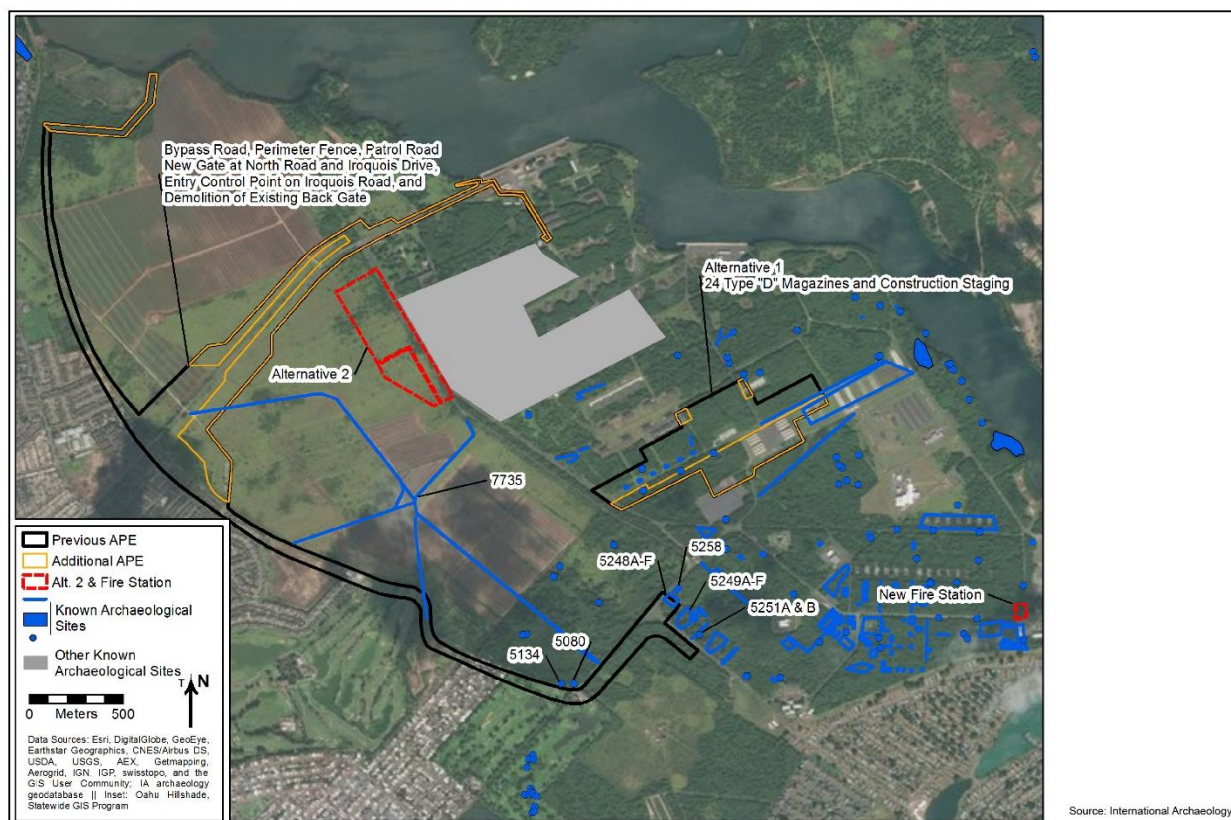 Bypass Road, Perimeter Fence, Patrol Road
New Gate at North Road and Iroquois Drive,
Entry Control Point on Iroquois Road, and
Demolition of Existing Back Gate
Alternative 1
24 Type "D" Magazines and Construction Staging
Alternative 2
7735
5248A-F
5258
5249A-F
5251A & B
New Fire Station
5134
5080
Previous APE
Additional APE
Alt. 2 & Fire Station
Known Archaeological
Sites
Other Known
Archaeological Sites
T N
0 Meters 500
Data Sources: Esri, DigitalGlobe, GeoEye,
Earthstar Geographics, CNES/Airbus DS,
USDA, USGS, AEX, Getmapping,
Aerogrid, IGN, IGP, swisstopo, and the
GIS User Community; IA archaeology
geodatabase || Inset: Oahu Hillshade,
Statewide GIS Program
Source: International Archaeology